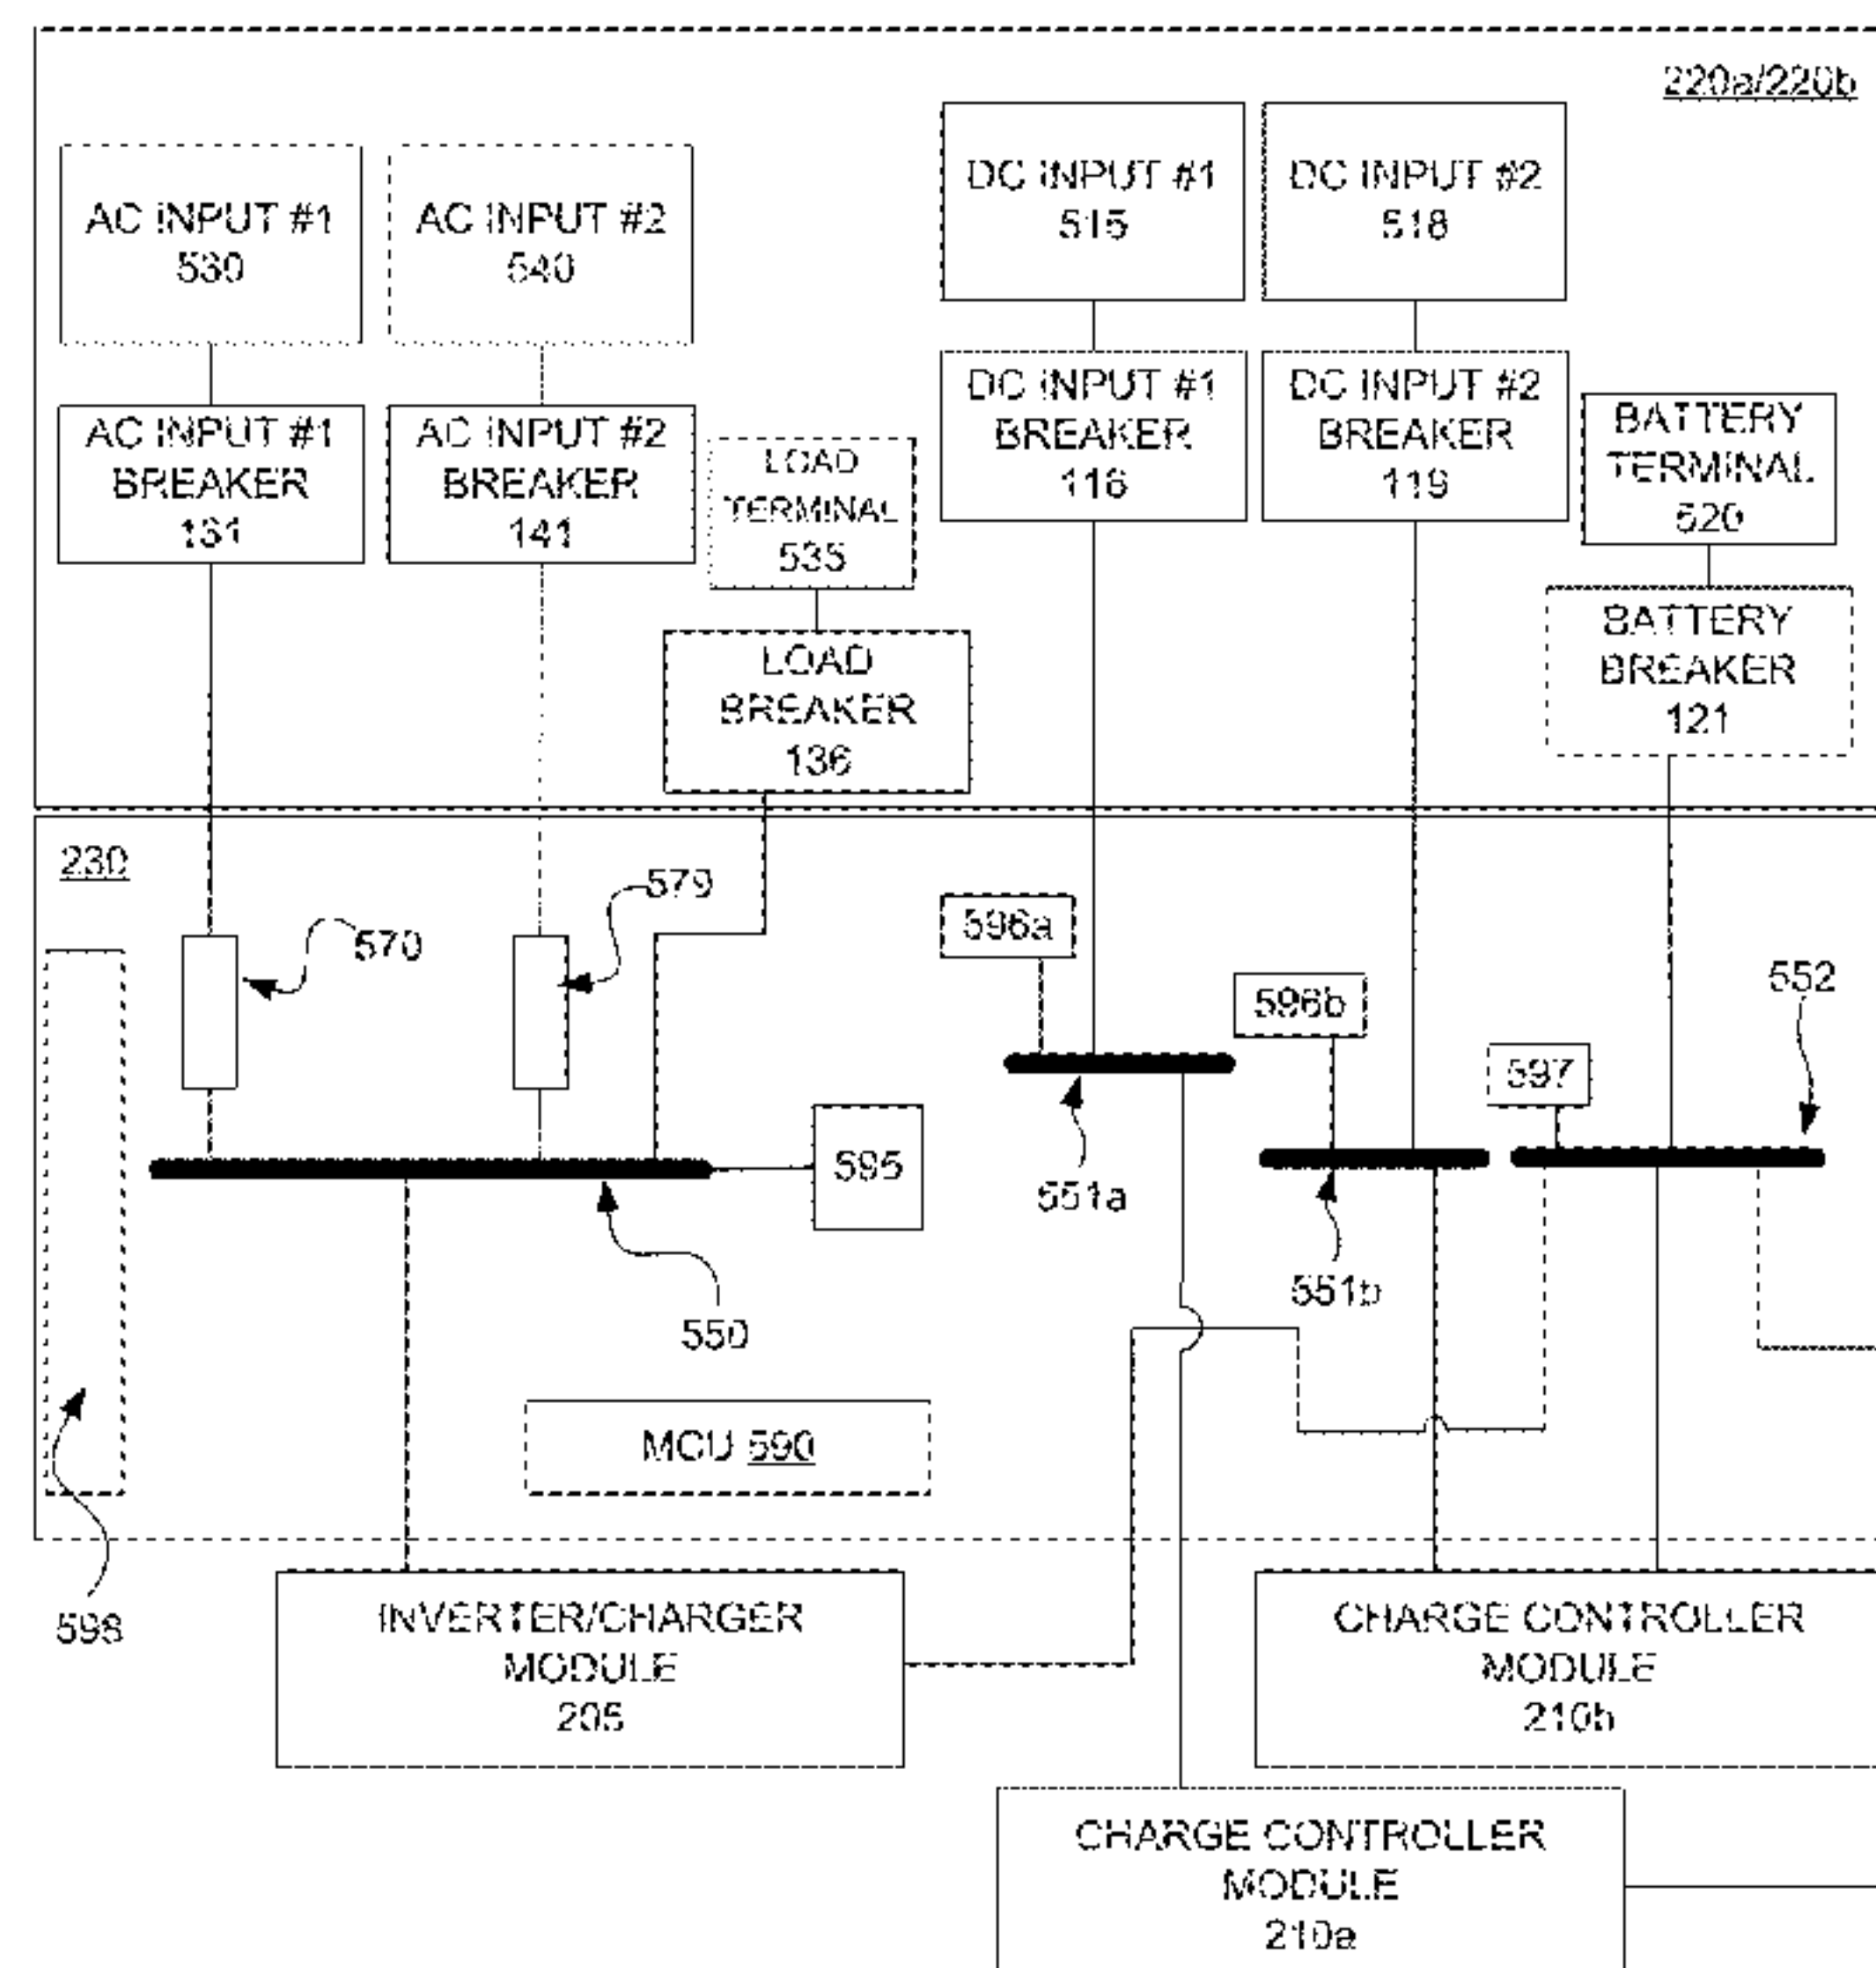 220a/220b
AC INPUT #1
530
AC INPUT #2
540
DC INPUT #1
515
DC INPUT #2
518
AC INPUT #1
BREAKER
131
AC INPUT #2
BREAKER
141
LOAD
TERMINAL
535
DC INPUT #1
BREAKER
116
DC INPUT #2
BREAKER
119
BATTERY
TERMINAL
520
LOAD
BREAKER
136
BATTERY
BREAKER
121
230
570
579
596a
596b
597
552
595
551a
551b
550
MCU 590
598
INVERTER/CHARGER
MODULE
205
CHARGE CONTROLLER
MODULE
210b
CHARGE CONTROLLER
MODULE
210a